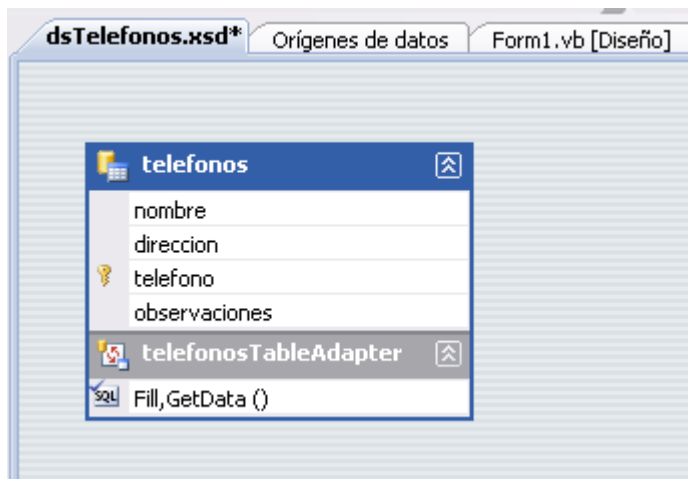 dsTelefonos.xsd* Orígenes de datos Form1.vb [Diseño]
telefonos
nombre
direccion
telefono
observaciones
telefonosTableAdapter
SQL Fill,GetData ()